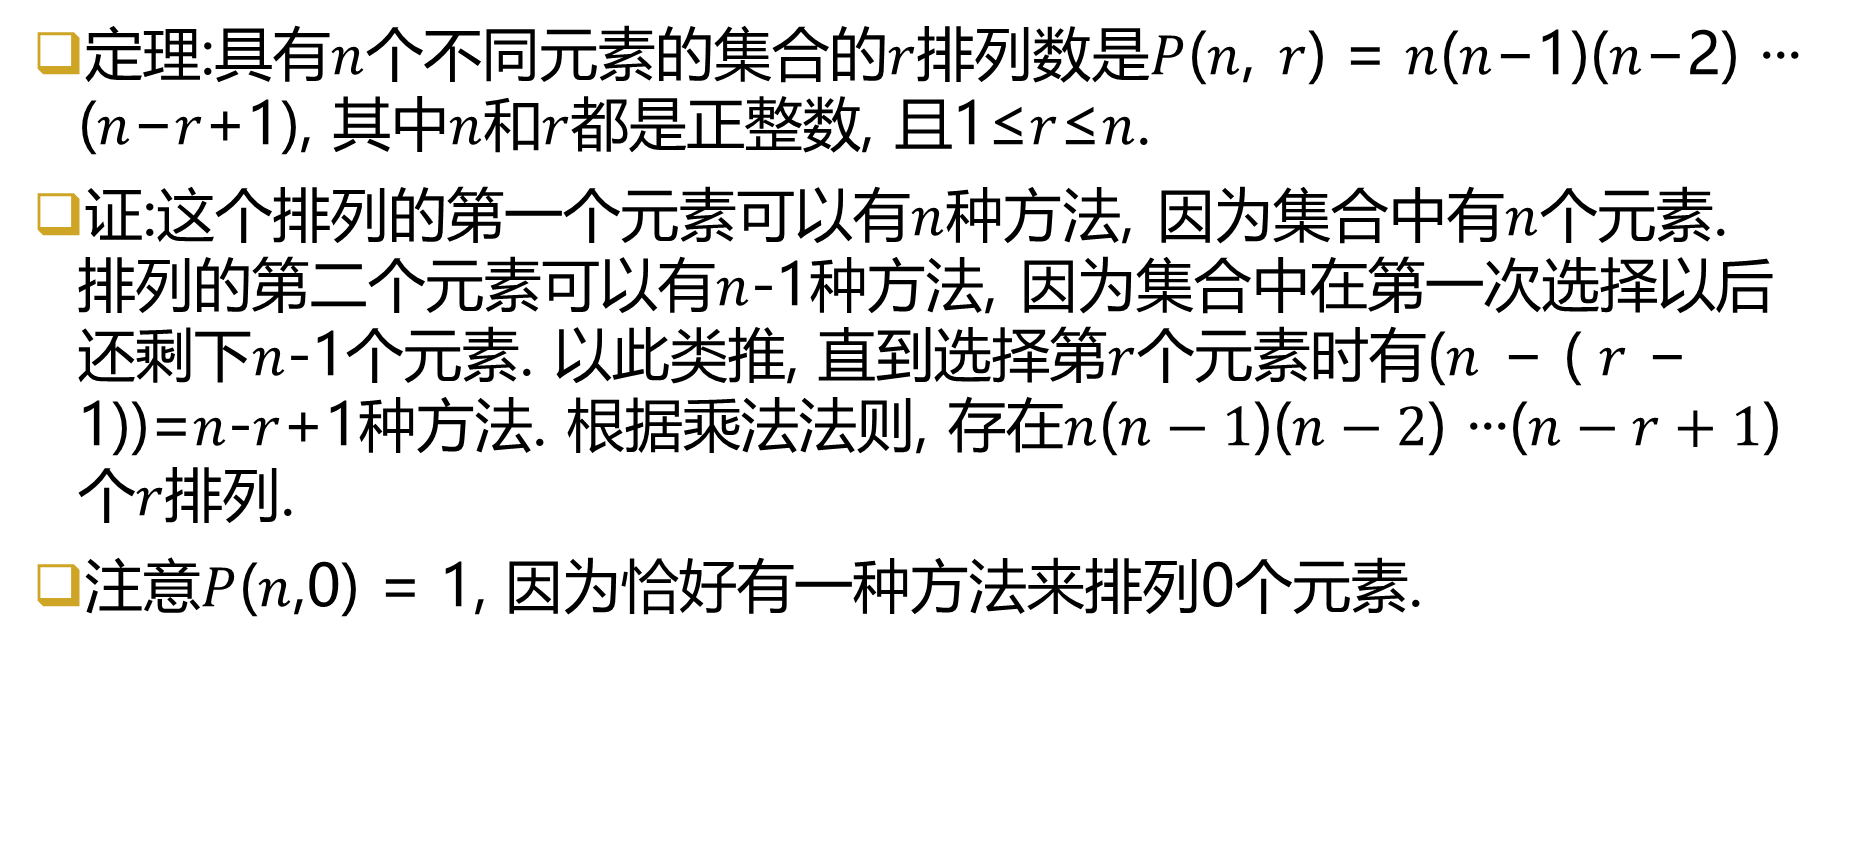 定理:具有n个不同元素的集合的r排列数是P(n, r) = n(n−1)(n−2) ⋯
(n−r+1), 其中n和r都是正整数, 且1≤r≤n.
证:这个排列的第一个元素可以有n种方法, 因为集合中有n个元素.
排列的第二个元素可以有n-1种方法, 因为集合中在第一次选择以后
还剩下n-1个元素. 以此类推, 直到选择第r个元素时有(n − ( r −
1))=n-r+1种方法. 根据乘法法则, 存在n(n − 1)(n − 2) ⋯(n − r + 1)
个r排列.
注意P(n,0) = 1, 因为恰好有一种方法来排列0个元素.